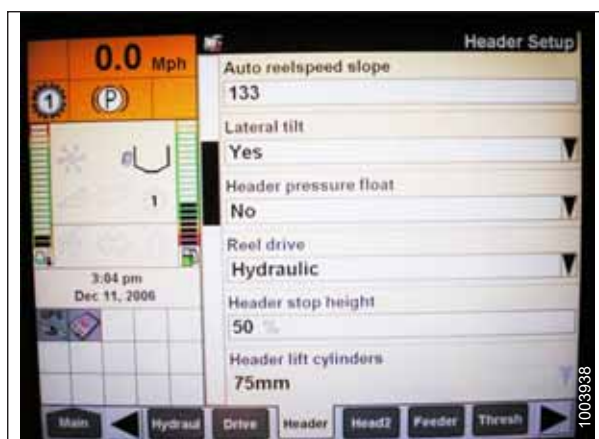 0.0 Mph
Header Setup
Auto reelspeed slope
133
1
(P)
Lateral tilt
Yes
1
Header pressure float
No
Reel drive
Hydraulic
3:04 pm
Dec 11, 2006
Header stop height
50 %
Header lift cylinders
75mm
Main
Hydraul
Drive
Header
Head2
Feeder
Thresh
1003938